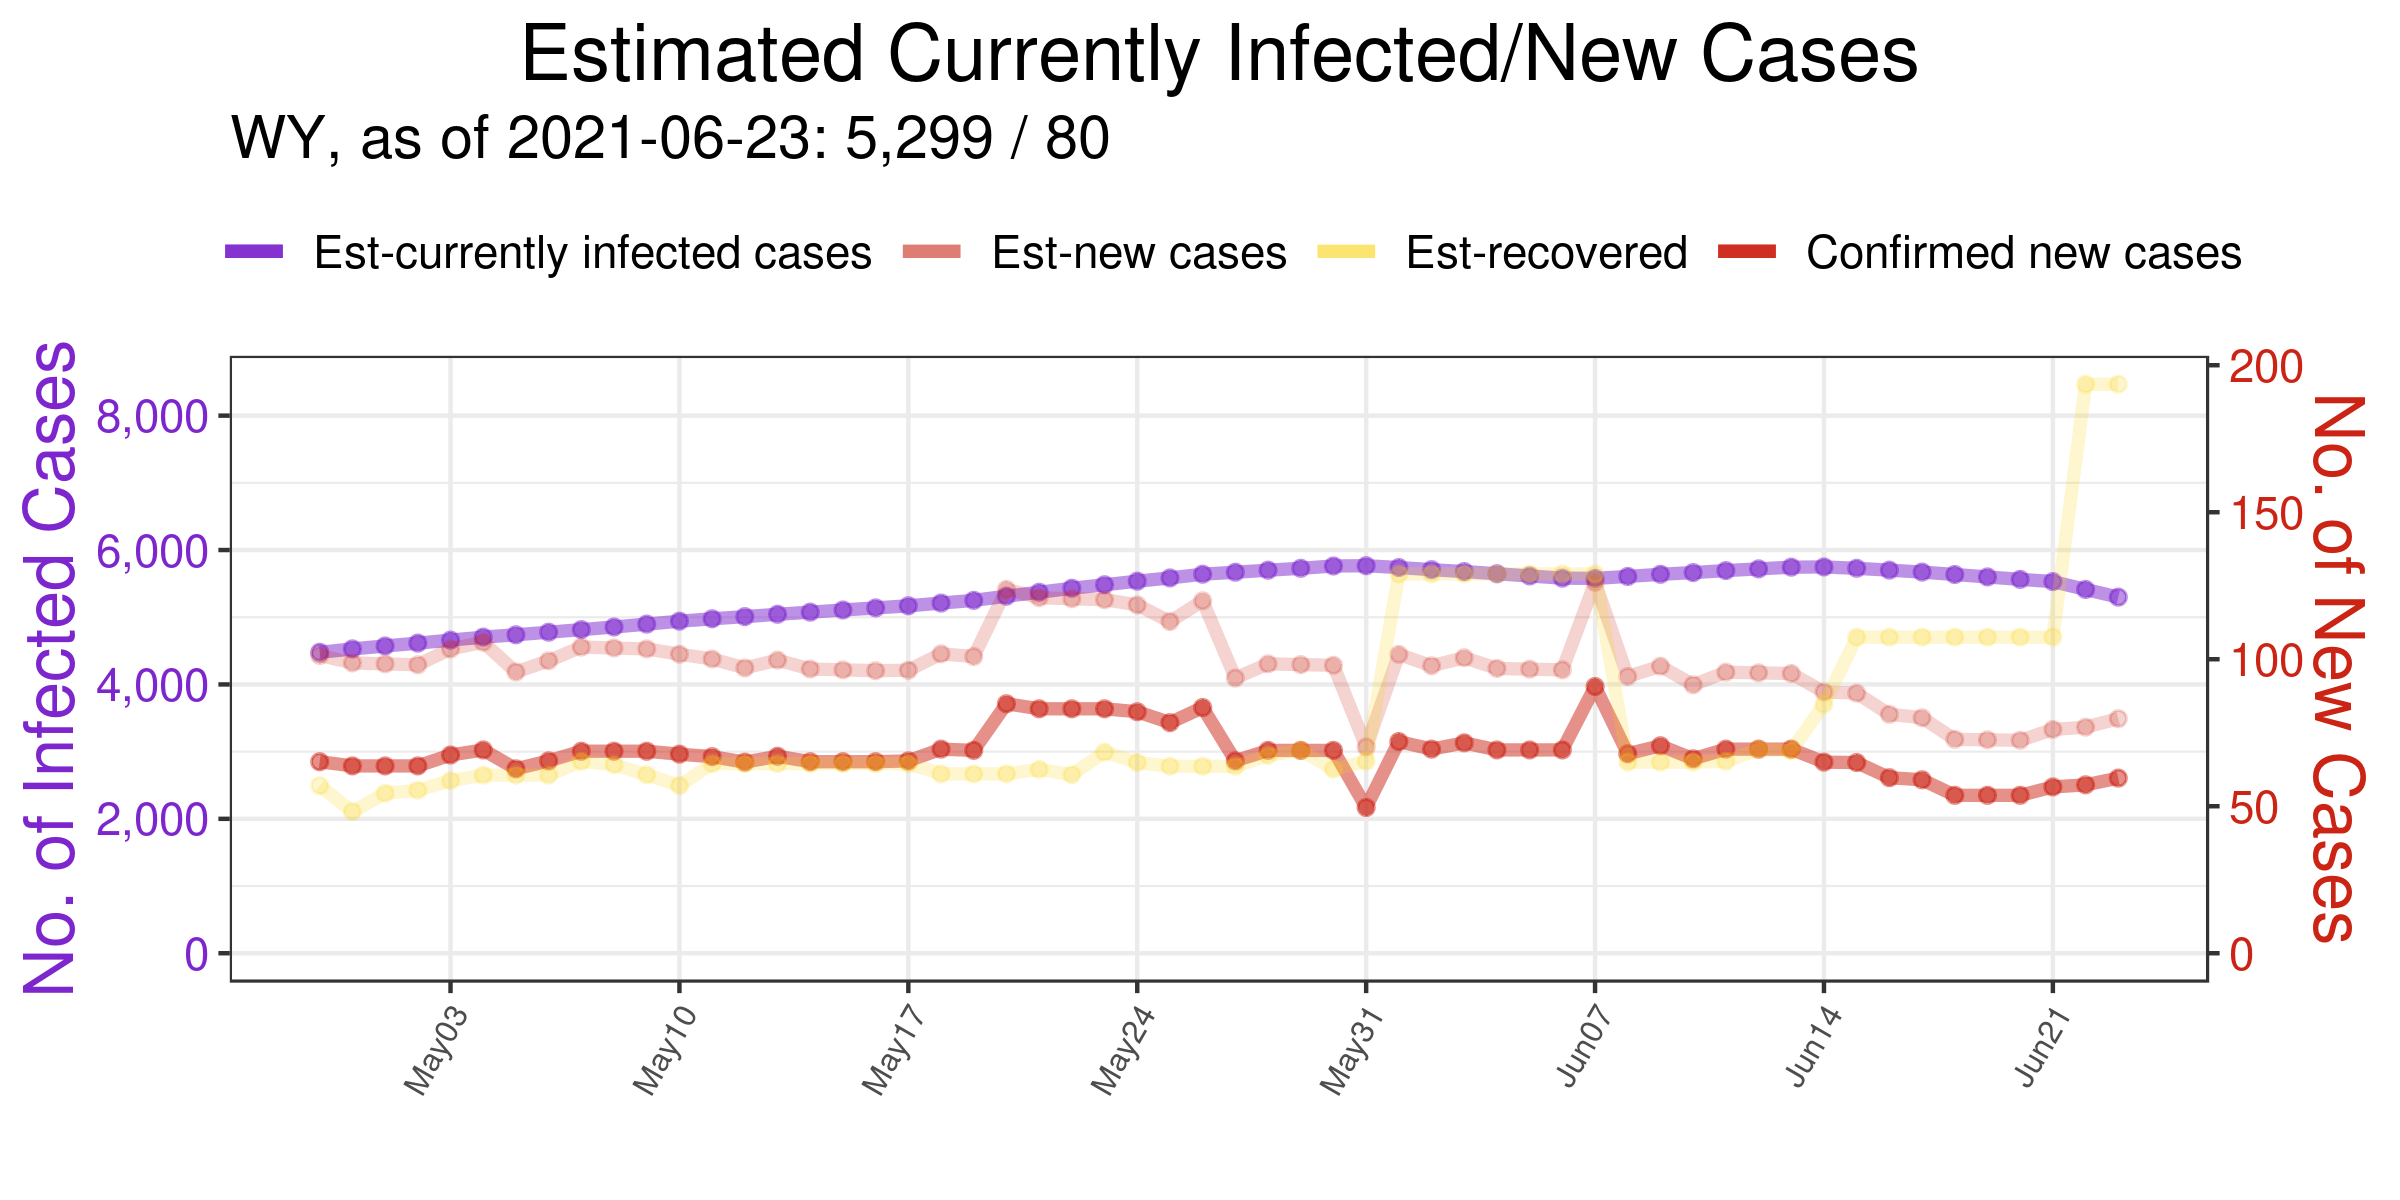 Estimated Currently Infected/New Cases
WY, as of 2021-06-23: 5,299 / 80
Est-currently infected cases Est-new cases Est-recovered Confirmed new cases
No. of Infected Cases
8,000
6,000
4,000
2,000
0
200
150
100
50
0
No. of New Cases
May03 May10 May17 May24 May31 Jun07 Jun14 Jun21